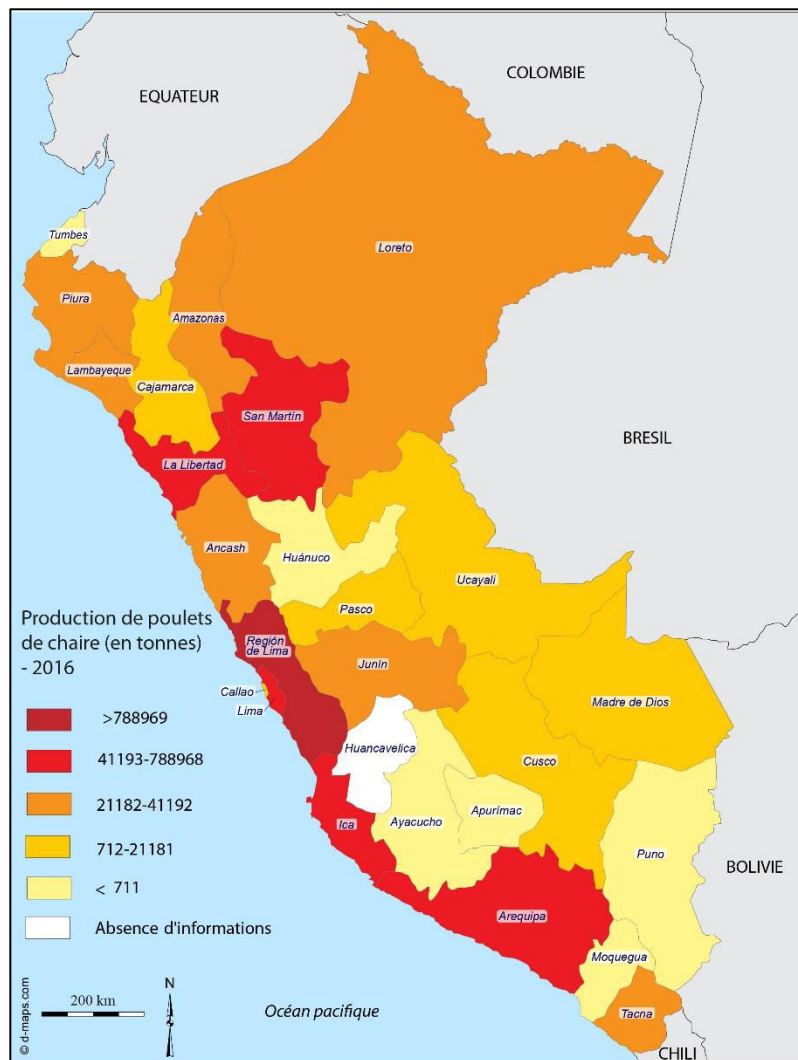 COLOMBIE
EQUATEUR
Tumbes
Loreto
Piura
Amazonas
Lambayeque
Cajamarca
San Martín
BRESIL
La Libertad
Ancash
Huánuco
Ucayali
Pasco
Production de poulets
de chaire (en tonnes)
- 2016
Región
de Lima
Junín
Callao
Lima
Madre de Dios
>788969
Huancavelica
41193-788968
Cusco
21182-41192
Apurímac
Ica
Ayacucho
Puno
712-21181
BOLIVIE
< 711
Arequipa
Absence d'informations
Moquegua
N
200 km
Océan pacifique
Tacna
© d-maps.com
CHILI